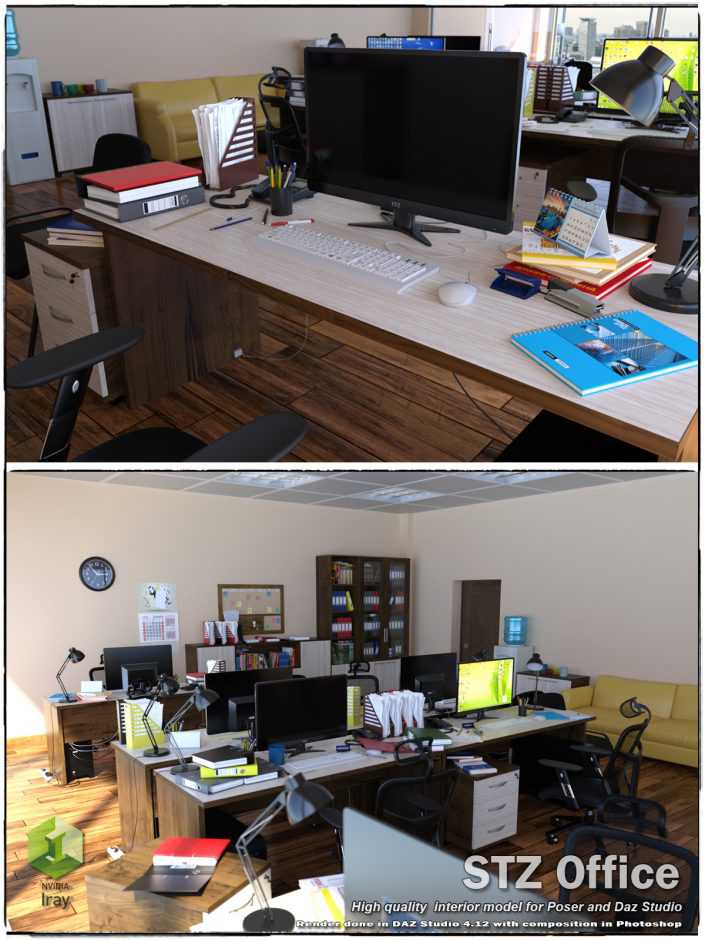 STZ
NVIDIA.
Iray
STZ Office
High quality interior model for Poser and Daz Studio
Render done in DAZ Studio 4.12 with composition in Photoshop